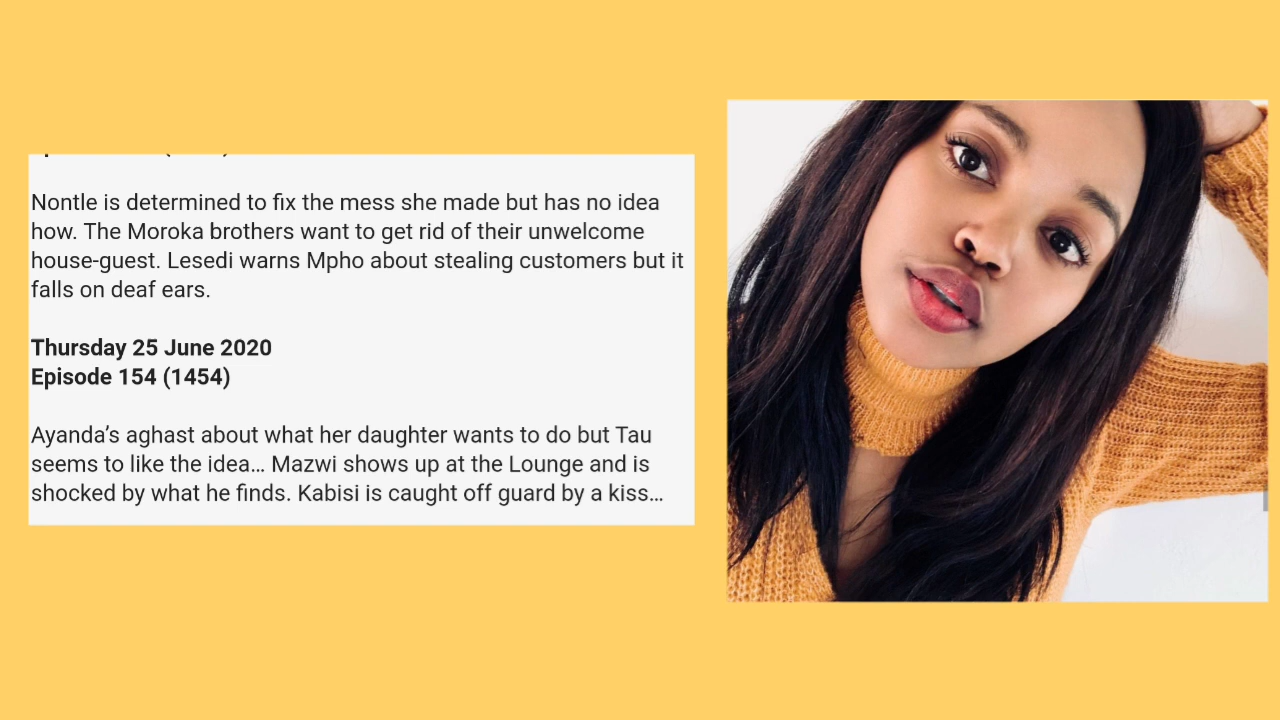 Nontle is determined to fix the mess she made but has no idea
how. The Moroka brothers want to get rid of their unwelcome
house-guest. Lesedi warns Mpho about stealing customers but it
falls on deaf ears.
Thursday 25 June 2020
Episode 154 (1454)
Ayanda’s aghast about what her daughter wants to do but Tau
seems to like the idea… Mazwi shows up at the Lounge and is
shocked by what he finds. Kabisi is caught off guard by a kiss…